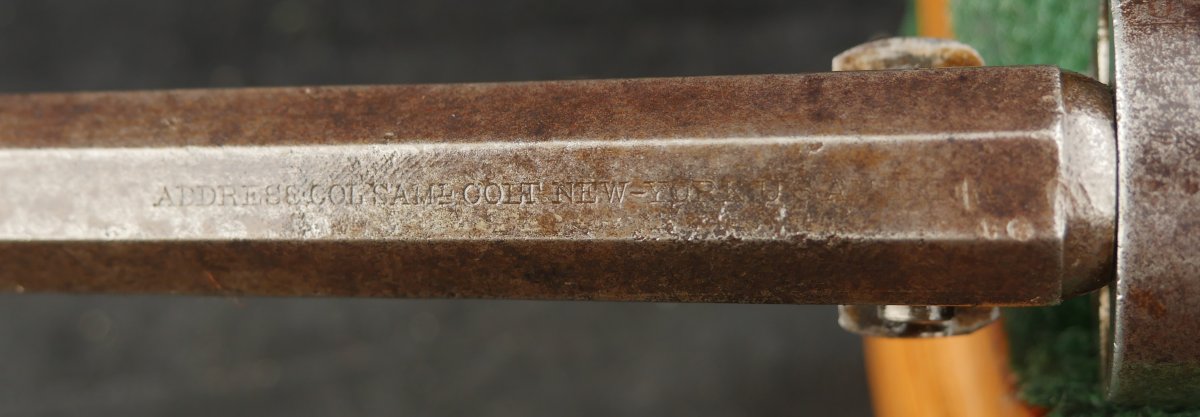 ADDRESS COL. SAML COLT NEW-YORK U.S.A